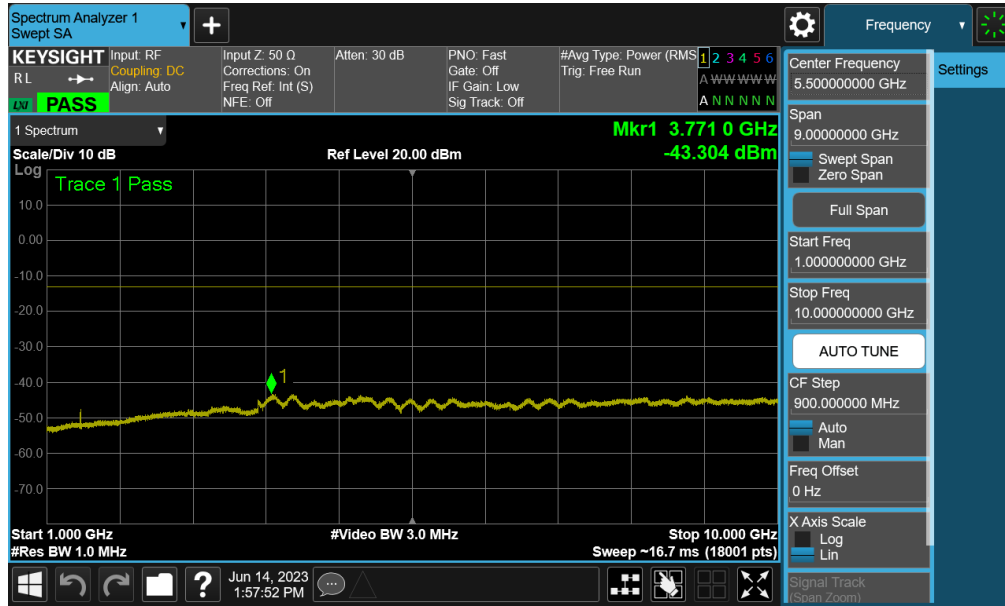 Spectrum Analyzer 1
Swept SA
+
Frequency
KEYSIGHT
RL
LXI PASS
Input: RF
Coupling: DC
Align: Auto
Input Z: 50 Ω
Corrections: On
Freq Ref: Int (S)
NFE: Off
Atten: 30 dB
PNO: Fast
Gate: Off
IF Gain: Low
Sig Track: Off
#Avg Type: Power (RMS
Trig: Free Run
1 2 3 4 5 6
A W W W W W
A N N N N N
1 Spectrum
Scale/Div 10 dB
Ref Level 20.00 dBm
Mkr1 3.771 0 GHz
-43.304 dBm
Log
Trace 1 Pass
10.0
0.00
-10.0
-20.0
-30.0
-40.0
1
-50.0
-60.0
-70.0
Start 1.000 GHz
#Res BW 1.0 MHz
#Video BW 3.0 MHz
Stop 10.000 GHz
Sweep ~16.7 ms (18001 pts)
?
Jun 14, 2023
1:57:52 PM
Center Frequency
5.500000000 GHz
Span
9.00000000 GHz
Swept Span
Zero Span
Full Span
Start Freq
1.000000000 GHz
Stop Freq
10.000000000 GHz
AUTO TUNE
CF Step
900.000000 MHz
Auto
Man
Freq Offset
0 Hz
X Axis Scale
Log
Lin
Signal Track
(Span Zoom)
Settings